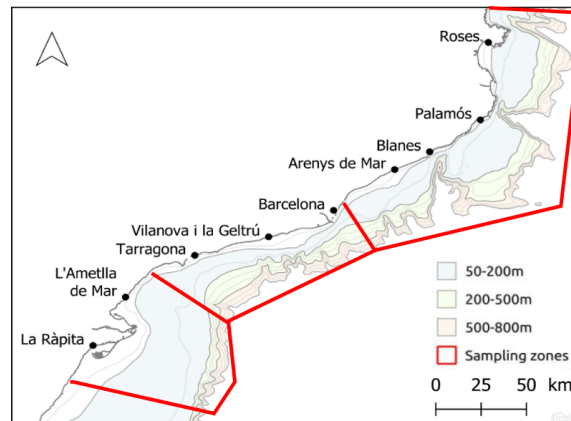 Roses
Palamós
Blanes
Arenys de Mar
Barcelona
Vilanova i la Geltrú
Tarragona
L'Ametlla
de Mar
La Ràpita
50-200m
200-500m
500-800m
Sampling zones
0 25 50 km